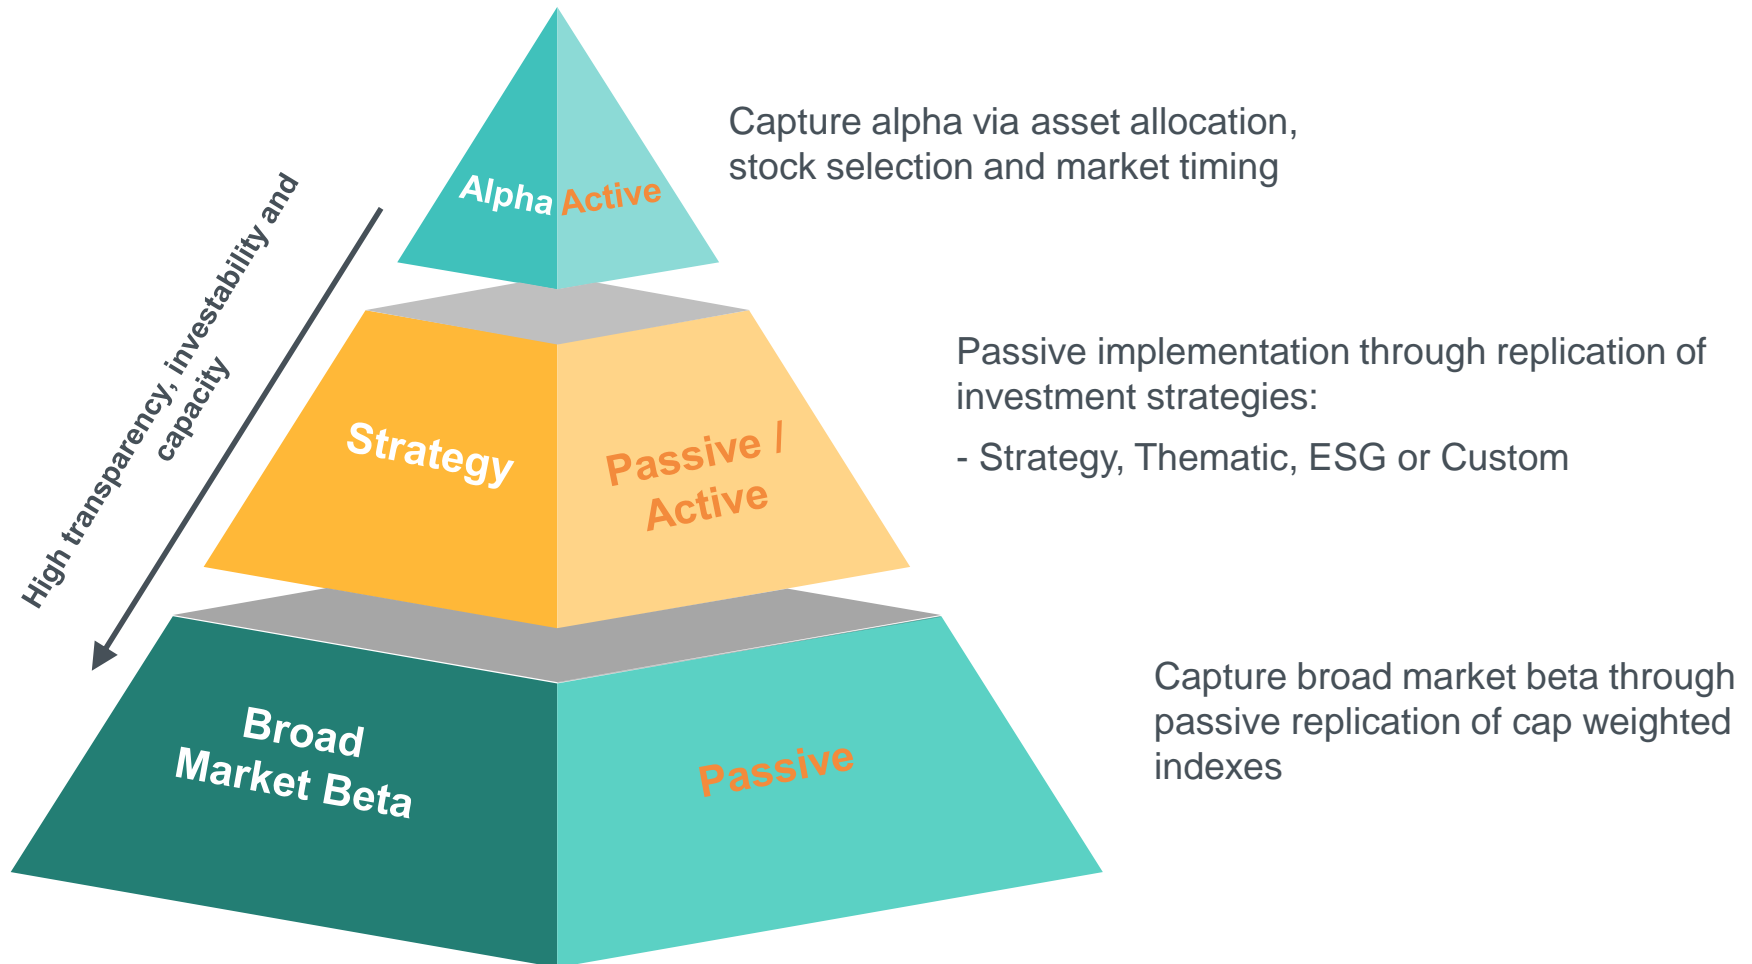 Capture alpha via asset allocation,
stock selection and market timing
Alpha
Active
High transparency, investability and
capacity
Passive implementation through replication of
investment strategies:
- Strategy, Thematic, ESG or Custom
Strategy
Passive /
Active
Capture broad market beta through
passive replication of cap weighted
indexes
Broad
Market Beta
Passive